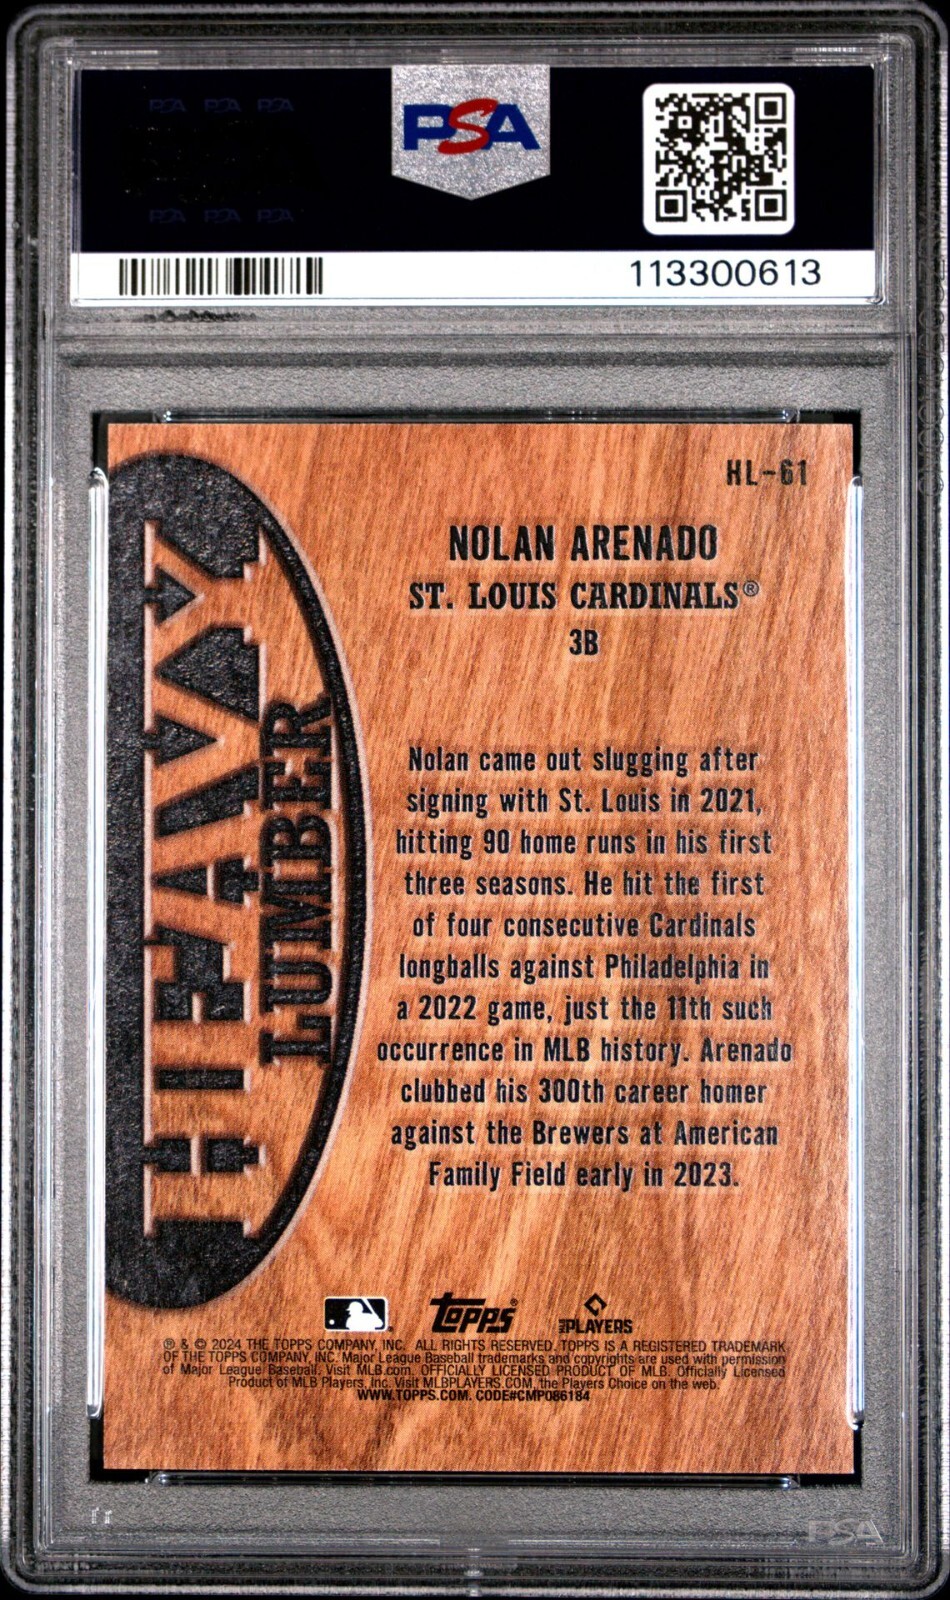 PSA PSA PSA
PSA
PSA PSA PSA
113300613
HL-61
NOLAN ARENADO
ST. LOUIS CARDINALS®
3B
HEAVY
LUMBER
Nolan came out slugging after
signing with St. Louis in 2021,
hitting 90 home runs in his first
three seasons. He hit the first
of four consecutive Cardinals
longballs against Philadelphia in
a 2022 game, just the 11th such
occurrence in MLB history. Arenado
clubbed his 300th career homer
against the Brewers at American
Family Field early in 2023.
topps®
MLB PLAYERS
® & © 2024 THE TOPPS COMPANY, INC. ALL RIGHTS RESERVED. TOPPS IS A REGISTERED TRADEMARK
OF THE TOPPS COMPANY, INC. Major League Baseball trademarks and copyrights are used with permission
of Major League Baseball. Visit MLB.com. OFFICIALLY LICENSED PRODUCT OF MLB. Officially Licensed
Product of MLB Players, Inc. Visit MLBPLAYERS.COM, the Players Choice on the web.
WWW.TOPPS.COM. CODE#CMP086184
PSA